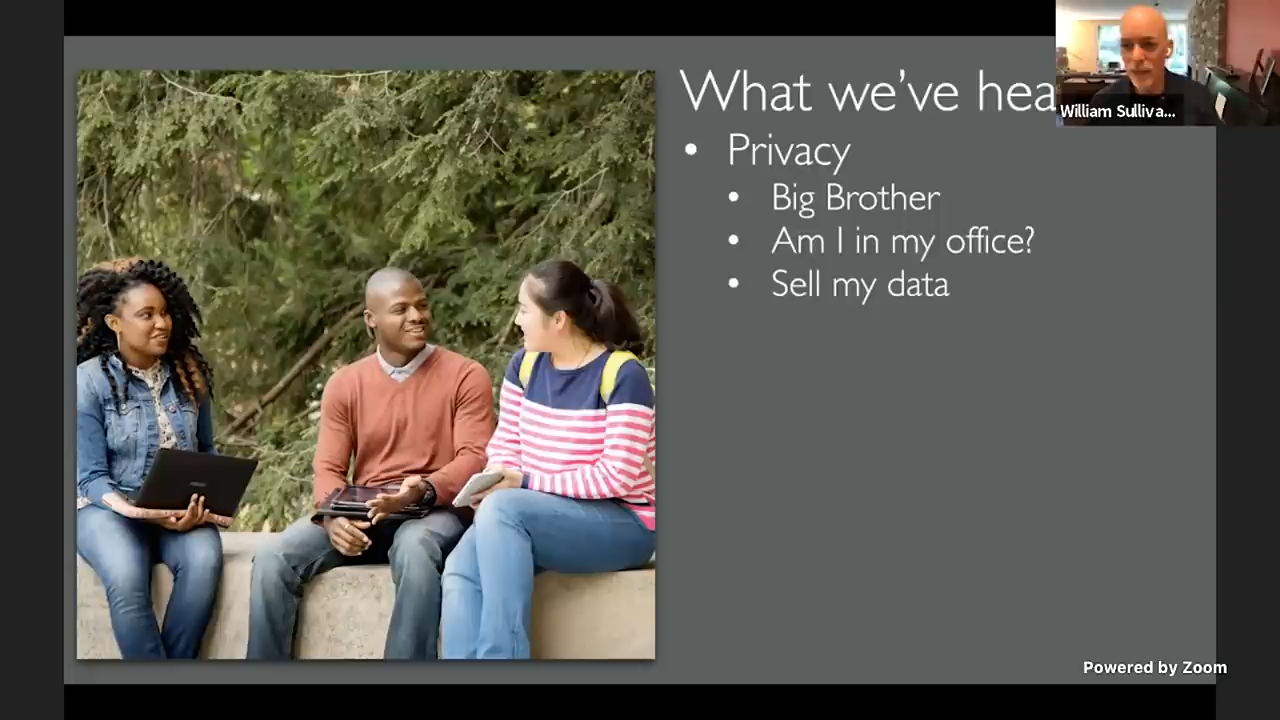 What we've hea
William Sulliva...
• Privacy
• Big Brother
• Am I in my office?
• Sell my data
Powered by Zoom